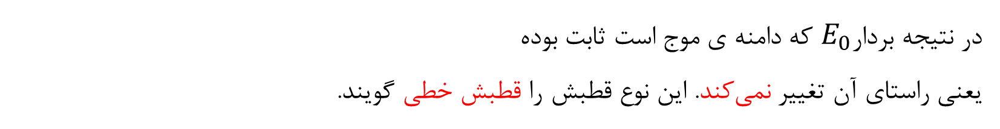 در نتیجه بردار E₀ که دامنه ی موج است ثابت بوده
یعنی راستای آن تغییر نمی‌کند. این نوع قطبش را قطبش خطی گویند.